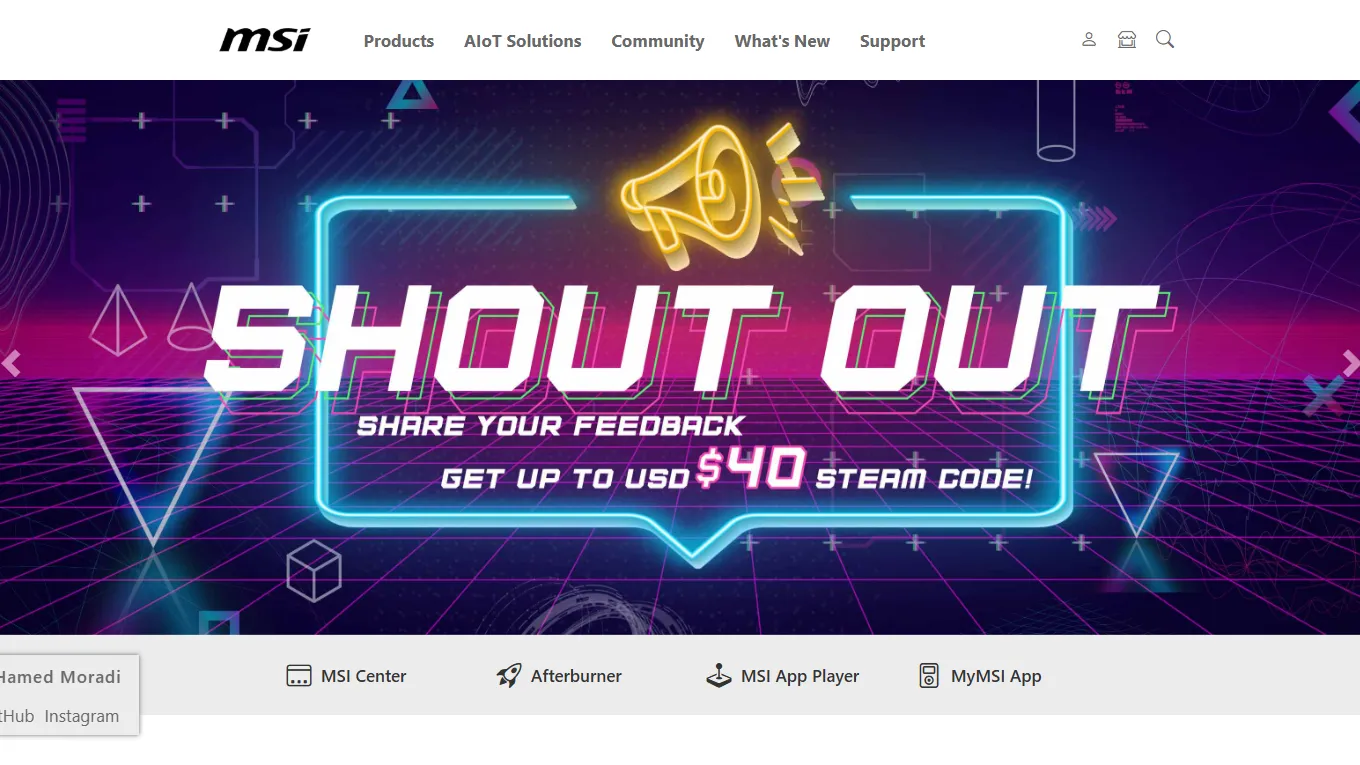 msi
Products AIoT Solutions Community What's New Support
SHOUT OUT
SHARE YOUR FEEDBACK
GET UP TO USD $40 STEAM CODE!
MSI Center Afterburner MSI App Player MyMSI App
Hamed Moradi
tHub Instagram